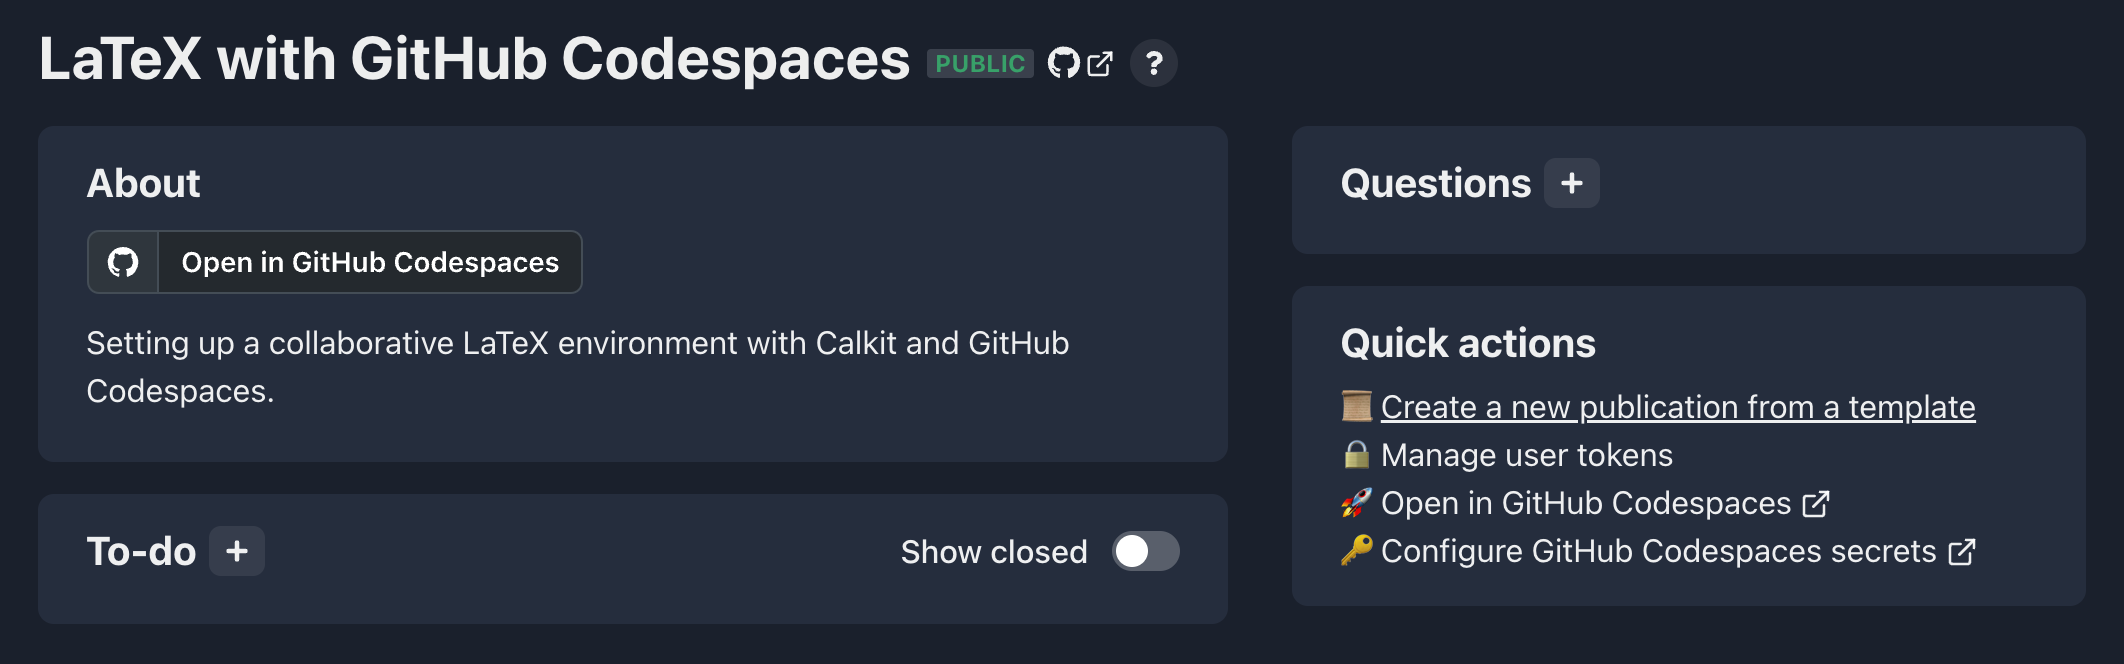 LaTeX with GitHub Codespaces PUBLIC ?
About
Open in GitHub Codespaces
Setting up a collaborative LaTeX environment with Calkit and GitHub
Codespaces.
To-do +
Show closed
Questions +
Quick actions
Create a new publication from a template
Manage user tokens
Open in GitHub Codespaces
Configure GitHub Codespaces secrets